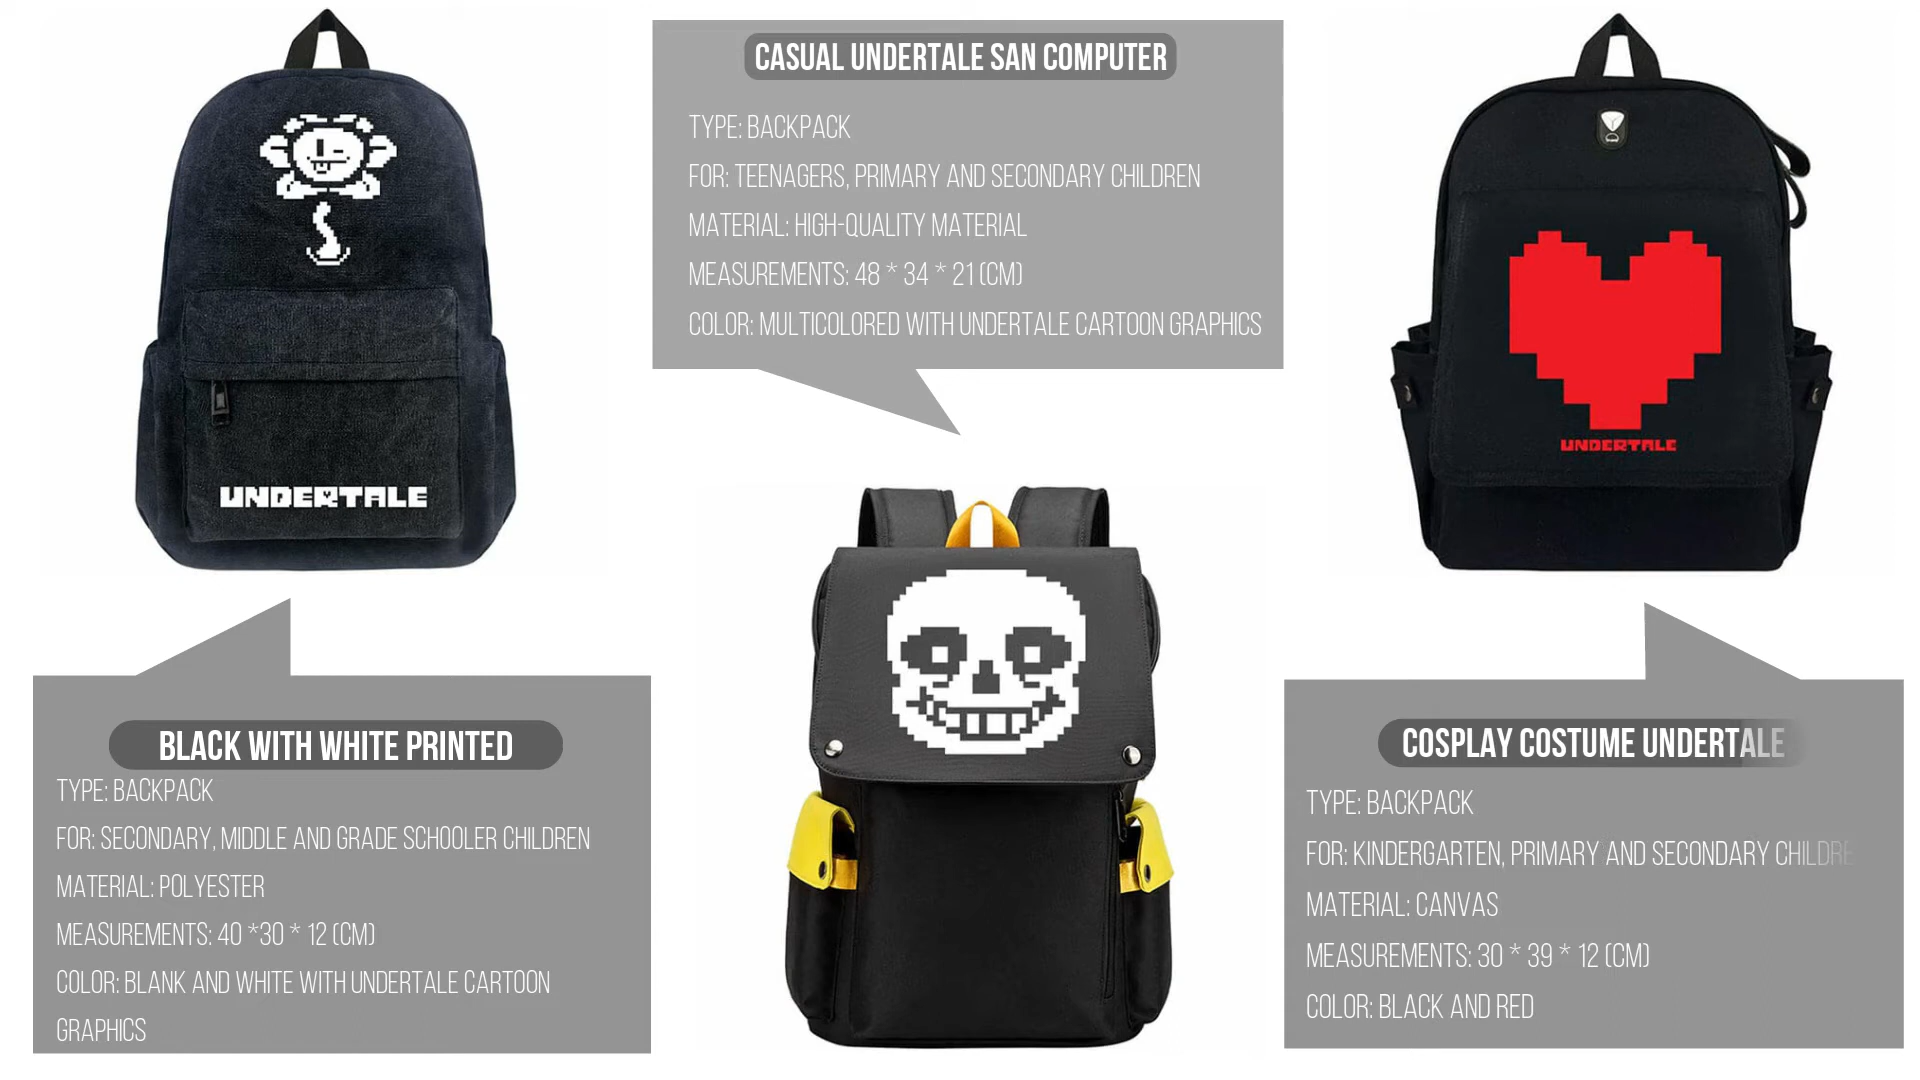 CASUAL UNDERTALE SAN COMPUTER
TYPE: BACKPACK
FOR: TEENAGERS, PRIMARY AND SECONDARY CHILDREN
MATERIAL: HIGH-QUALITY MATERIAL
MEASUREMENTS: 48 * 34 * 21 (CM)
COLOR: MULTICOLORED WITH UNDERTALE CARTOON GRAPHICS
UNDERTALE
UNDERTALE
BLACK WITH WHITE PRINTED
TYPE: BACKPACK
FOR: SECONDARY, MIDDLE AND GRADE SCHOOLER CHILDREN
MATERIAL: POLYESTER
MEASUREMENTS: 40 *30 * 12 (CM)
COLOR: BLANK AND WHITE WITH UNDERTALE CARTOON
GRAPHICS
COSPLAY COSTUME UNDERTALE
TYPE: BACKPACK
FOR: KINDERGARTEN, PRIMARY AND SECONDARY CHILDRE
MATERIAL: CANVAS
MEASUREMENTS: 30 * 39 * 12 (CM)
COLOR: BLACK AND RED